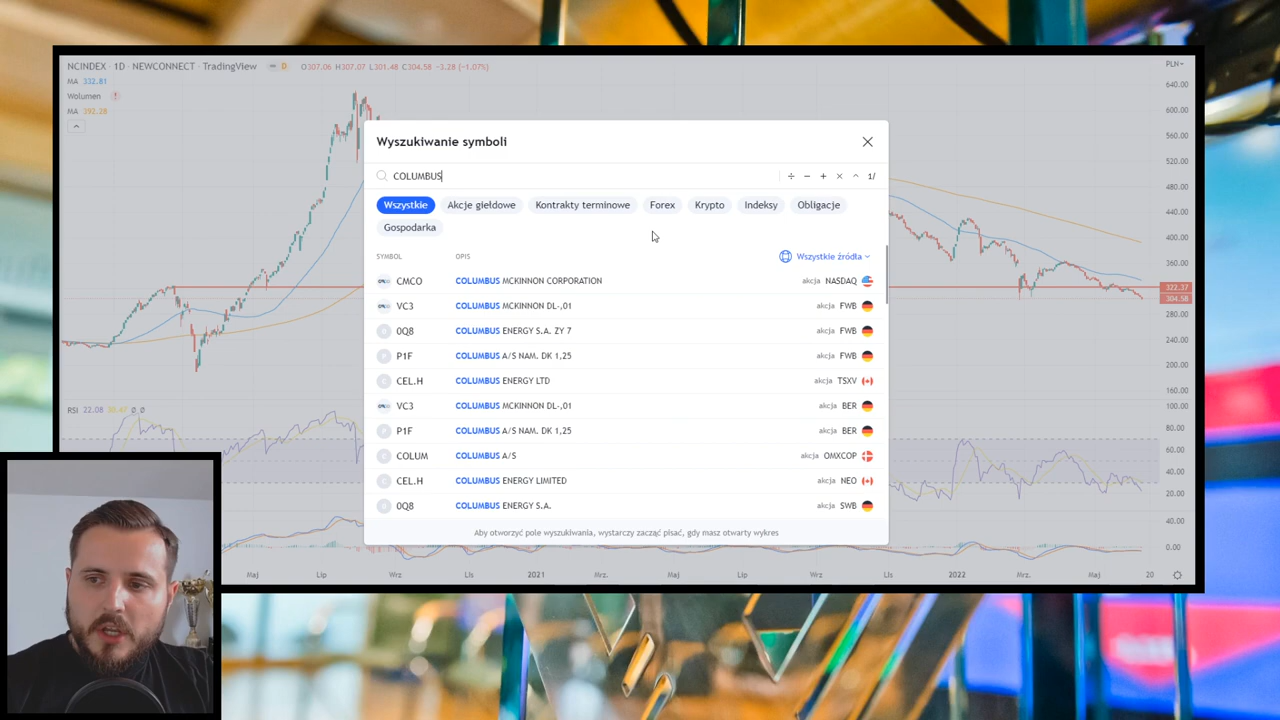 NCINDEX · 1D · NEWCONNECT · TradingView D O307.06 H307.07 L301.48 C304.58 -3.28 (-1.07%)
PLN
MA 332.81
Wolumen !
MA 392.28
Wyszukiwanie symboli
COLUMBUS ÷ − + × ^ 1/
Wszystkie Akcje giełdowe Kontrakty terminowe Forex Krypto Indeksy Obligacje
Gospodarka
SYMBOL OPIS Wszystkie źródła
CMCO COLUMBUS MCKINNON CORPORATION akcja NASDAQ
VC3 COLUMBUS MCKINNON DL-,01 akcja FWB
0Q8 COLUMBUS ENERGY S.A. ZY 7 akcja FWB
P1F COLUMBUS A/S NAM. DK 1,25 akcja FWB
CEL.H COLUMBUS ENERGY LTD akcja TSXV
VC3 COLUMBUS MCKINNON DL-,01 akcja BER
P1F COLUMBUS A/S NAM. DK 1,25 akcja BER
COLUM COLUMBUS A/S akcja OMXCOP
CEL.H COLUMBUS ENERGY LIMITED akcja NEO
0Q8 COLUMBUS ENERGY S.A. akcja SWB
Aby otworzyć pole wyszukiwania, wystarczy zacząć pisać, gdy masz otwarty wykres
640.00
600.00
560.00
520.00
480.00
440.00
400.00
360.00
322.37
304.58
280.00
240.00
200.00
160.00
RSI 22.08 30.47 Ø Ø
100.00
80.00
60.00
40.00
20.00
40.00
0.00
Maj Lip Wrz Lis 2021 Mrz. Maj Lip Wrz Lis 2022 Mrz. Maj 20